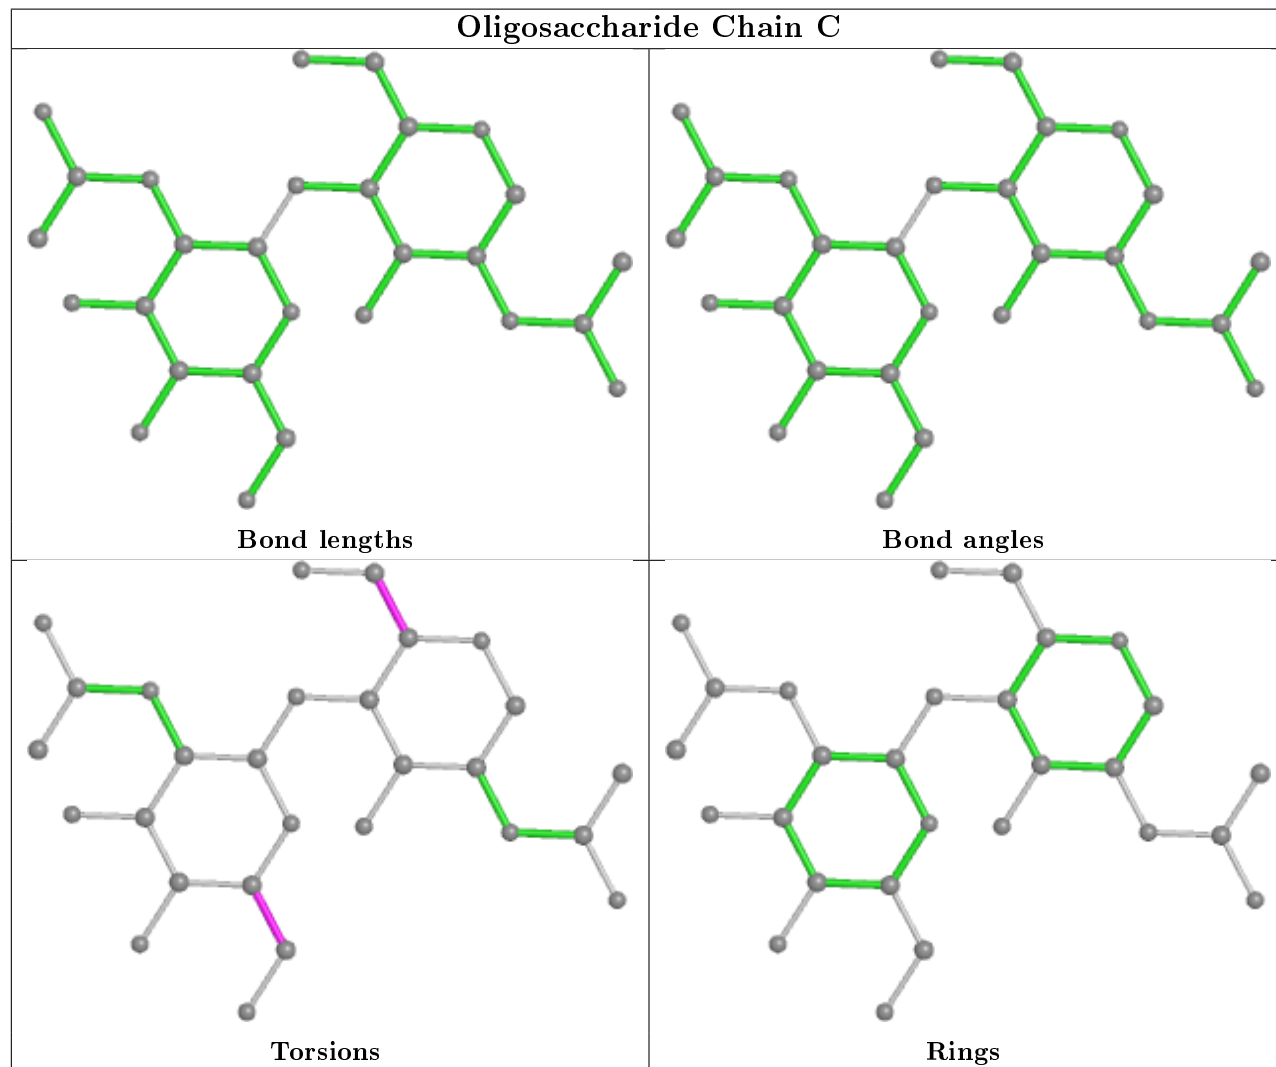 Oligosaccharide Chain C
Bond lengths
Bond angles
Torsions
Rings